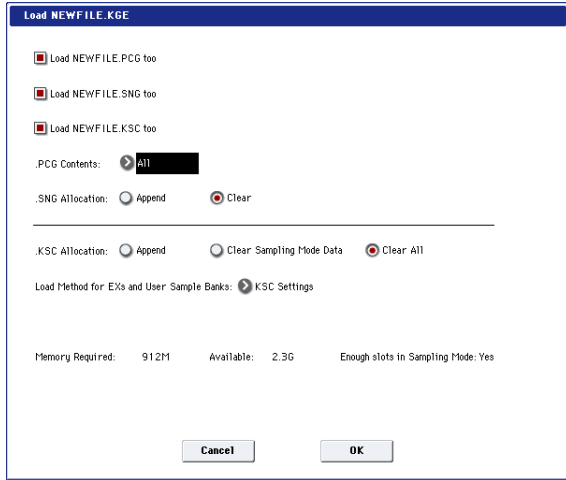 Load NEWFILE.KGE
Load NEWFILE.PCG too
Load NEWFILE.SNG too
Load NEWFILE.KSC too
.PCG Contents: All
.SNG Allocation: Append Clear
.KSC Allocation: Append Clear Sampling Mode Data Clear All
Load Method for EXs and User Sample Banks: KSC Settings
Memory Required: 912M Available: 2.3G Enough slots in Sampling Mode: Yes
Cancel OK